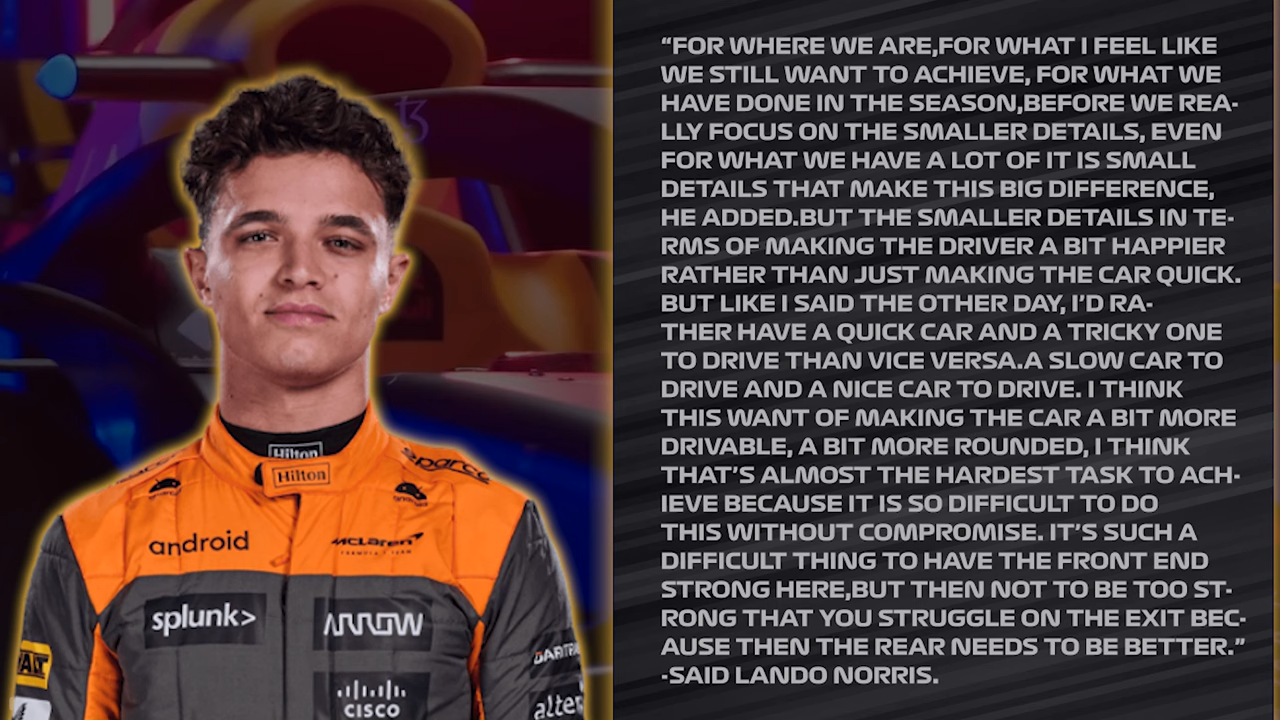 “FOR WHERE WE ARE,FOR WHAT I FEEL LIKE
WE STILL WANT TO ACHIEVE, FOR WHAT WE
HAVE DONE IN THE SEASON,BEFORE WE REA-
LLY FOCUS ON THE SMALLER DETAILS, EVEN
FOR WHAT WE HAVE A LOT OF IT IS SMALL
DETAILS THAT MAKE THIS BIG DIFFERENCE,
HE ADDED.BUT THE SMALLER DETAILS IN TE-
RMS OF MAKING THE DRIVER A BIT HAPPIER
RATHER THAN JUST MAKING THE CAR QUICK.
BUT LIKE I SAID THE OTHER DAY, I’D RA-
THER HAVE A QUICK CAR AND A TRICKY ONE
TO DRIVE THAN VICE VERSA.A SLOW CAR TO
DRIVE AND A NICE CAR TO DRIVE. I THINK
THIS WANT OF MAKING THE CAR A BIT MORE
DRIVABLE, A BIT MORE ROUNDED, I THINK
THAT’S ALMOST THE HARDEST TASK TO ACH-
IEVE BECAUSE IT IS SO DIFFICULT TO DO
THIS WITHOUT COMPROMISE. IT’S SUCH A
DIFFICULT THING TO HAVE THE FRONT END
STRONG HERE,BUT THEN NOT TO BE TOO ST-
RONG THAT YOU STRUGGLE ON THE EXIT BEC-
AUSE THEN THE REAR NEEDS TO BE BETTER.”
-SAID LANDO NORRIS.
Hilton
Hilton
sparco
android
McLaren
FORMULA 1 TEAM
splunk>
ARROW
CISCO